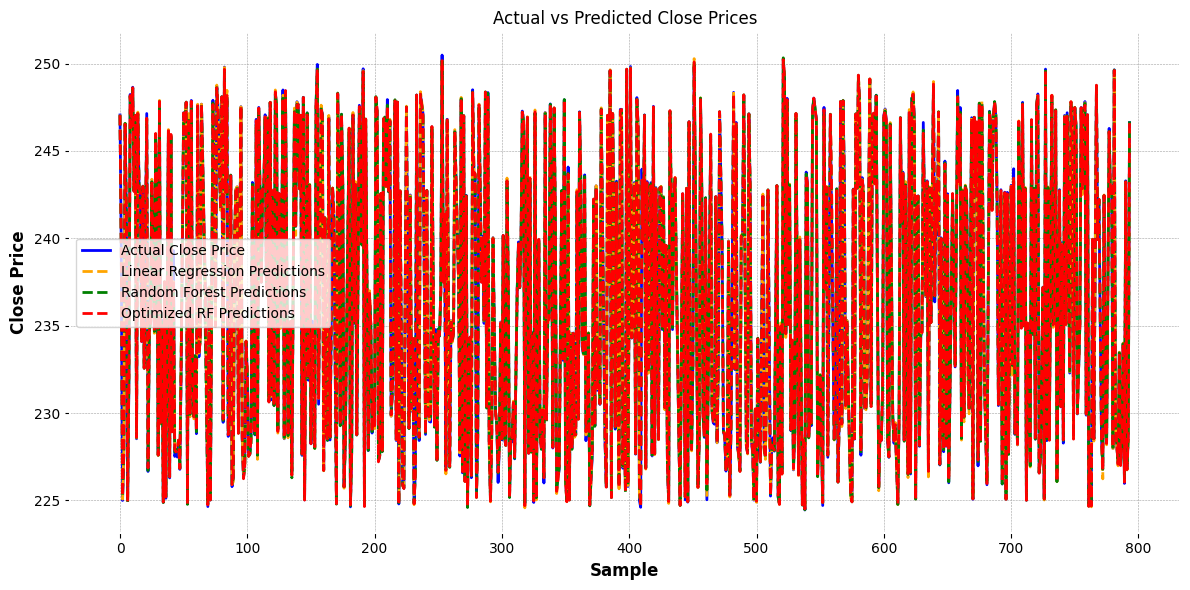 Actual vs Predicted Close Prices
Close Price
250
245
240
235
230
225
Actual Close Price
Linear Regression Predictions
Random Forest Predictions
Optimized RF Predictions
0 100 200 300 400 500 600 700 800
Sample